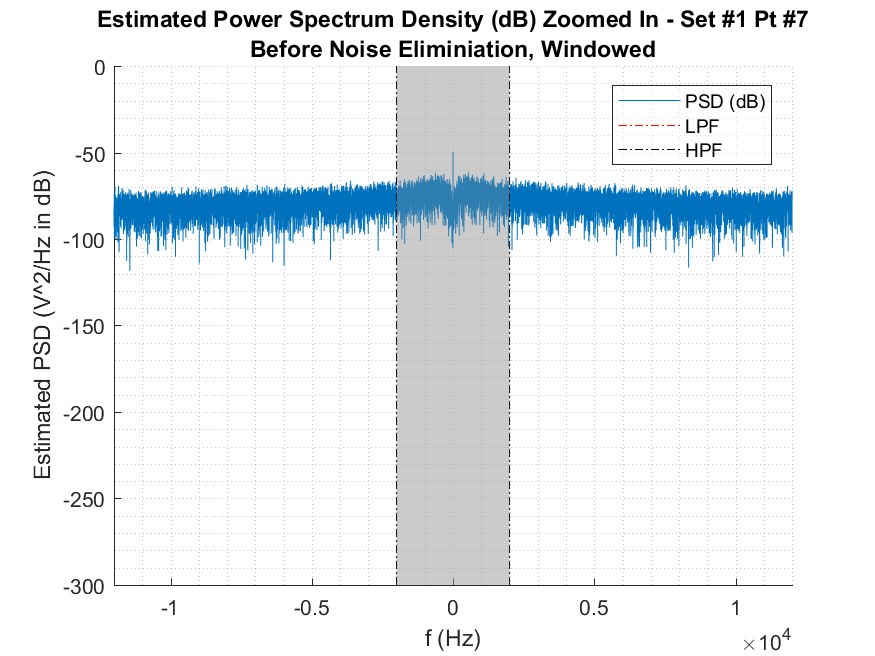 Estimated Power Spectrum Density (dB) Zoomed In - Set #1 Pt #7
Before Noise Eliminiation, Windowed
PSD (dB)
LPF
HPF
Estimated PSD (V^2/Hz in dB)
0
-50
-100
-150
-200
-250
-300
-1 -0.5 0 0.5 1
×10^4
f (Hz)